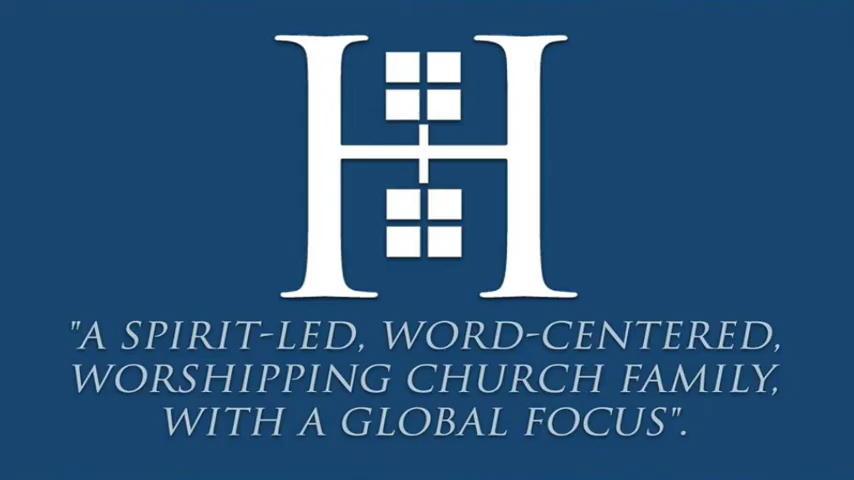 H
"A SPIRIT-LED, WORD-CENTERED,
WORSHIPPING CHURCH FAMILY,
WITH A GLOBAL FOCUS".